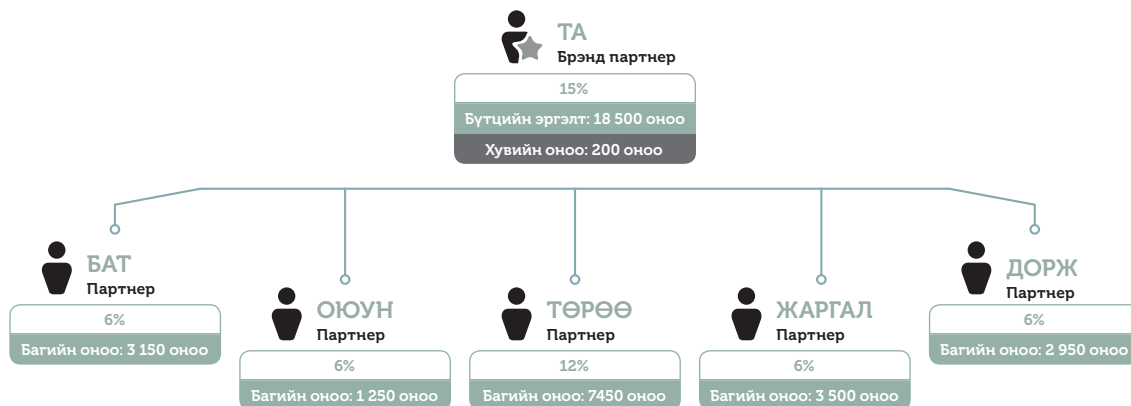 ТА
Брэнд партнер
15%
Бүтцийн эргэлт: 18 500 оноо
Хувийн оноо: 200 оноо
БАТ
Партнер
6%
Багийн оноо: 3 150 оноо
ОЮУН
Партнер
6%
Багийн оноо: 1 250 оноо
ТӨРӨӨ
Партнер
12%
Багийн оноо: 7450 оноо
ЖАРГАЛ
Партнер
6%
Багийн оноо: 3 500 оноо
ДОРЖ
Партнер
6%
Багийн оноо: 2 950 оноо